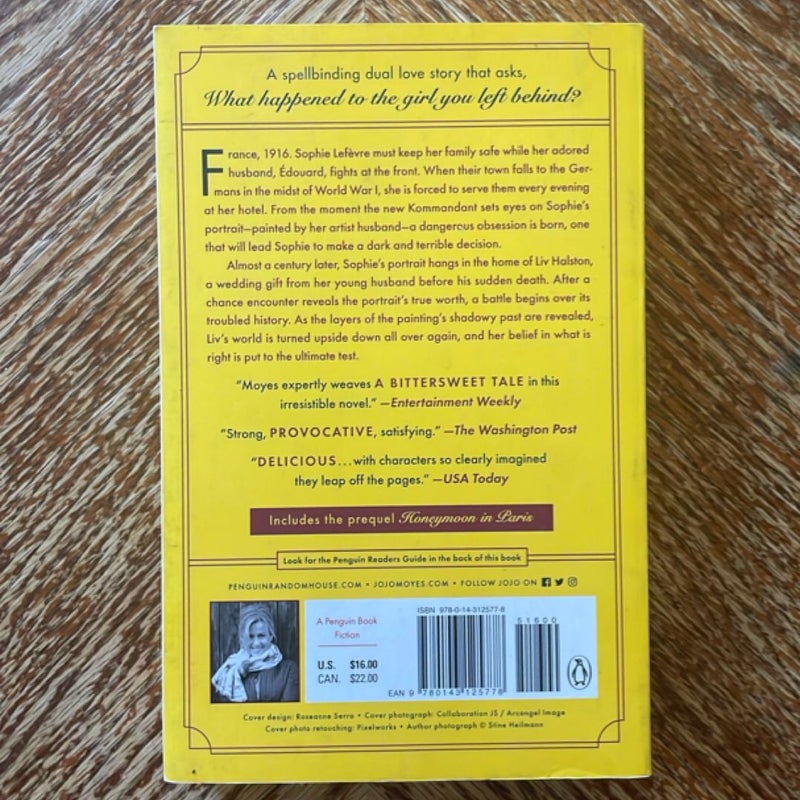 A spellbinding dual love story that asks,
What happened to the girl you left behind?
France, 1916. Sophie Lefèvre must keep her family safe while her adored
husband, Édouard, fights at the front. When their town falls to the Ger-
mans in the midst of World War I, she is forced to serve them every evening
at her hotel. From the moment the new Kommandant sets eyes on Sophie's
portrait—painted by her artist husband—a dangerous obsession is born, one
that will lead Sophie to make a dark and terrible decision.
Almost a century later, Sophie's portrait hangs in the home of Liv Halston,
a wedding gift from her young husband before his sudden death. After a
chance encounter reveals the portrait's true worth, a battle begins over its
troubled history. As the layers of the painting's shadowy past are revealed,
Liv's world is turned upside down all over again, and her belief in what is
right is put to the ultimate test.
"Moyes expertly weaves A BITTERSWEET TALE in this
irresistible novel." —Entertainment Weekly
"Strong, PROVOCATIVE, satisfying." —The Washington Post
"DELICIOUS...with characters so clearly imagined
they leap off the pages." —USA Today
Includes the prequel Honeymoon in Paris
Look for the Penguin Readers Guide in the back of this book
PENGUINRANDOMHOUSE.COM • JOJOMOYES.COM • FOLLOW JOJO ON
A Penguin Book
Fiction
U.S. $16.00
CAN. $22.00
ISBN 978-0-14-312577-8
51600
EAN 9 780143 125778
Cover design: Roseanne Serra • Cover photograph: Collaboration JS / Arcangel Image
Cover photo retouching: Pixelworks • Author photograph © Stine Heilmann